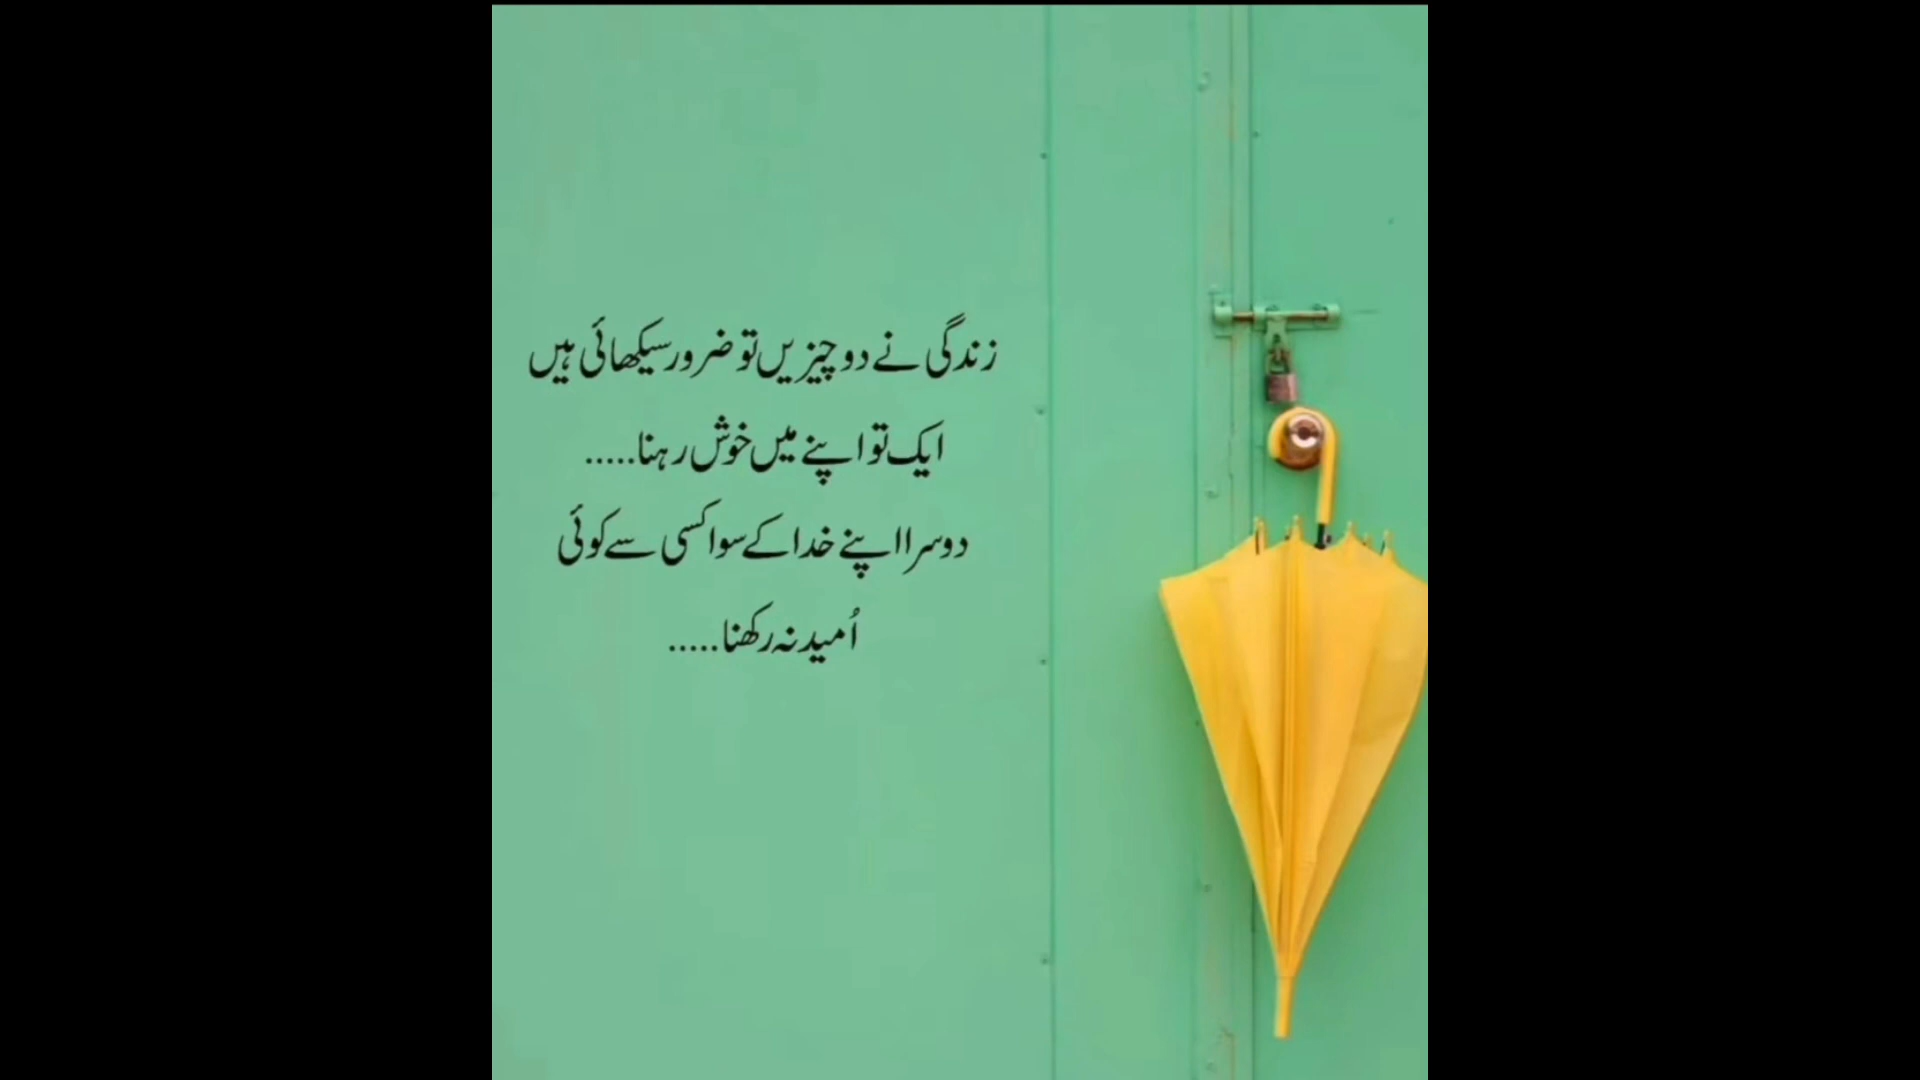 زندگی نے دو چیزیں تو ضرور سیکھائی ہیں
ایک تو اپنے میں خوش رہنا.....
دوسرا اپنے خدا کے سوا کسی سے کوئی
اُمید نہ رکھنا.....